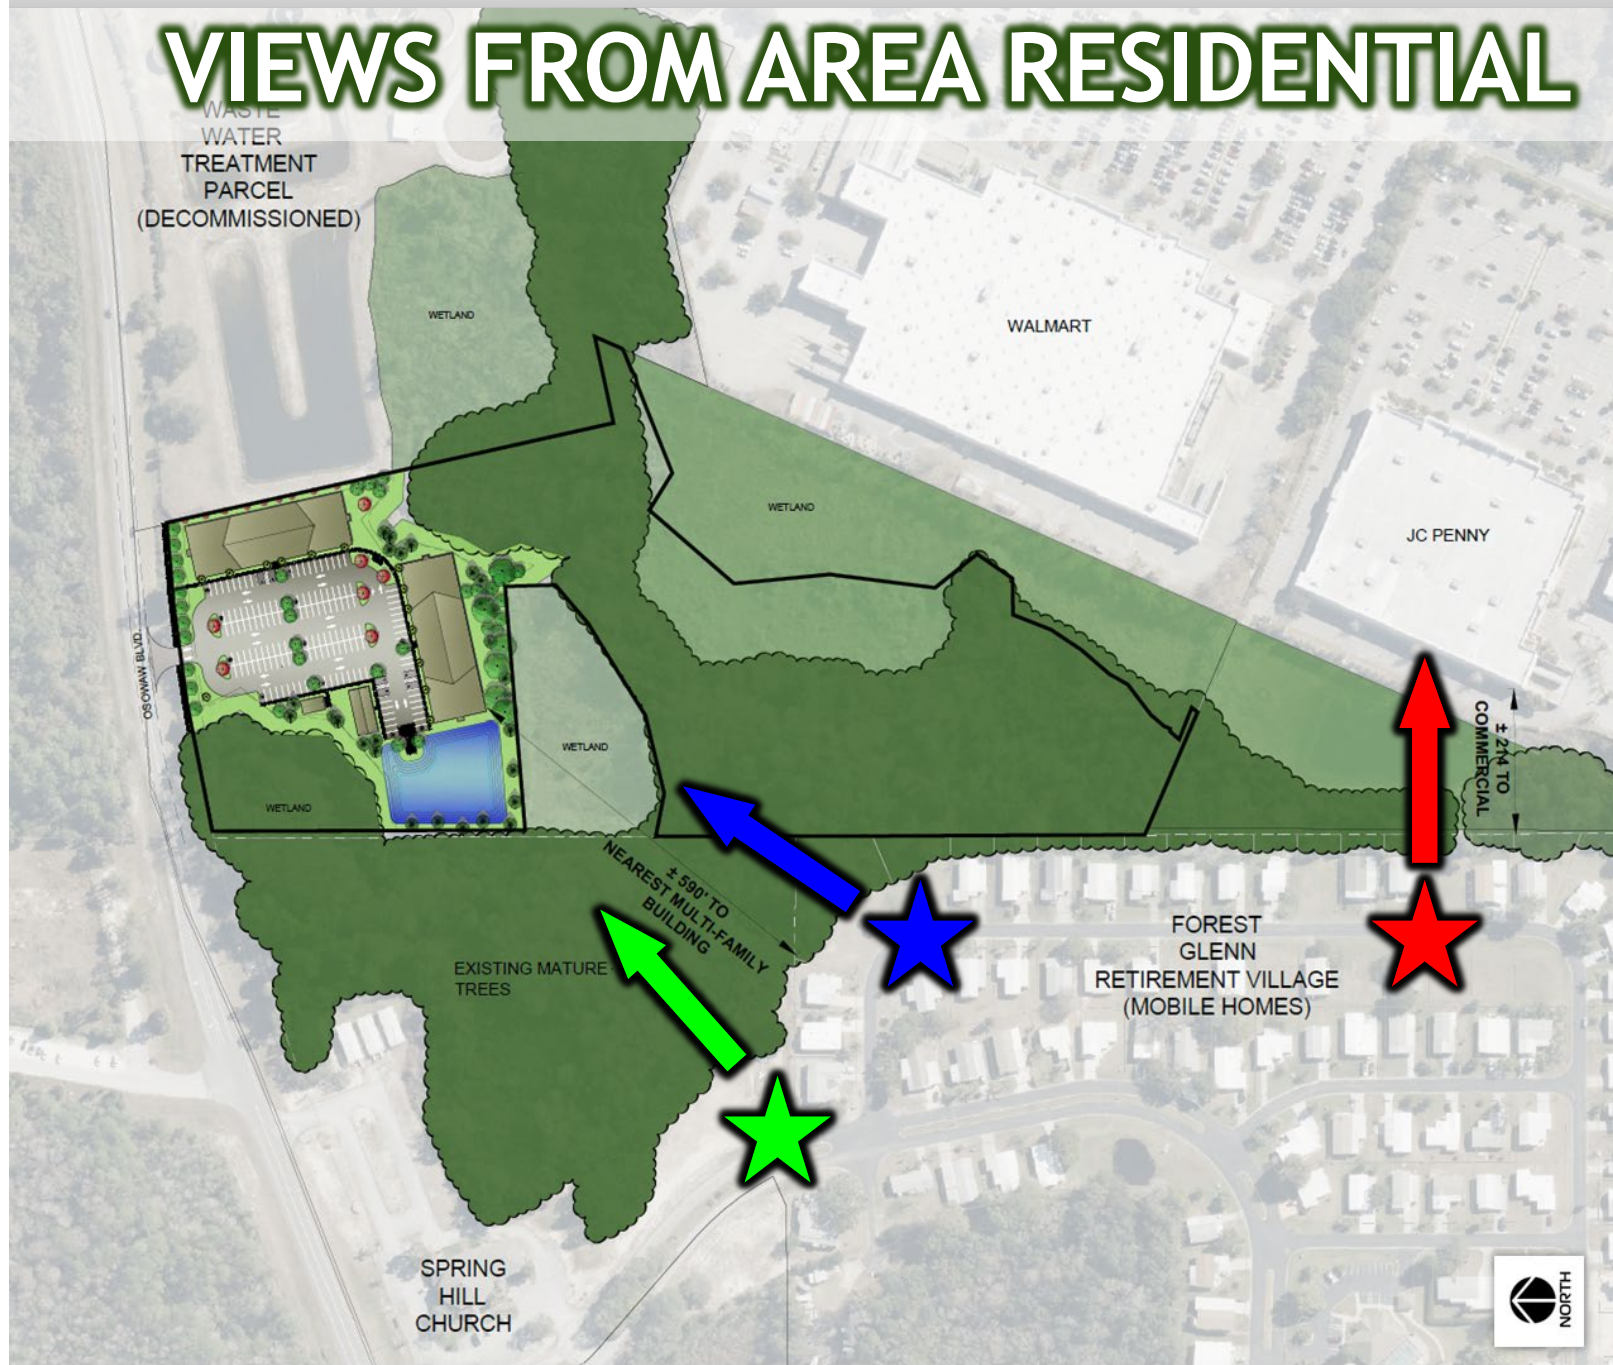 VIEWS FROM AREA RESIDENTIAL
WASTE
WATER
TREATMENT
PARCEL
(DECOMMISSIONED)
WETLAND
WALMART
WETLAND
JC PENNY
OSOWAW BLVD.
WETLAND
WETLAND
± 214 TO
COMMERCIAL
± 590' TO
NEAREST MULTI-FAMILY
BUILDING
EXISTING MATURE
TREES
FOREST
GLENN
RETIREMENT VILLAGE
(MOBILE HOMES)
SPRING
HILL
CHURCH
NORTH